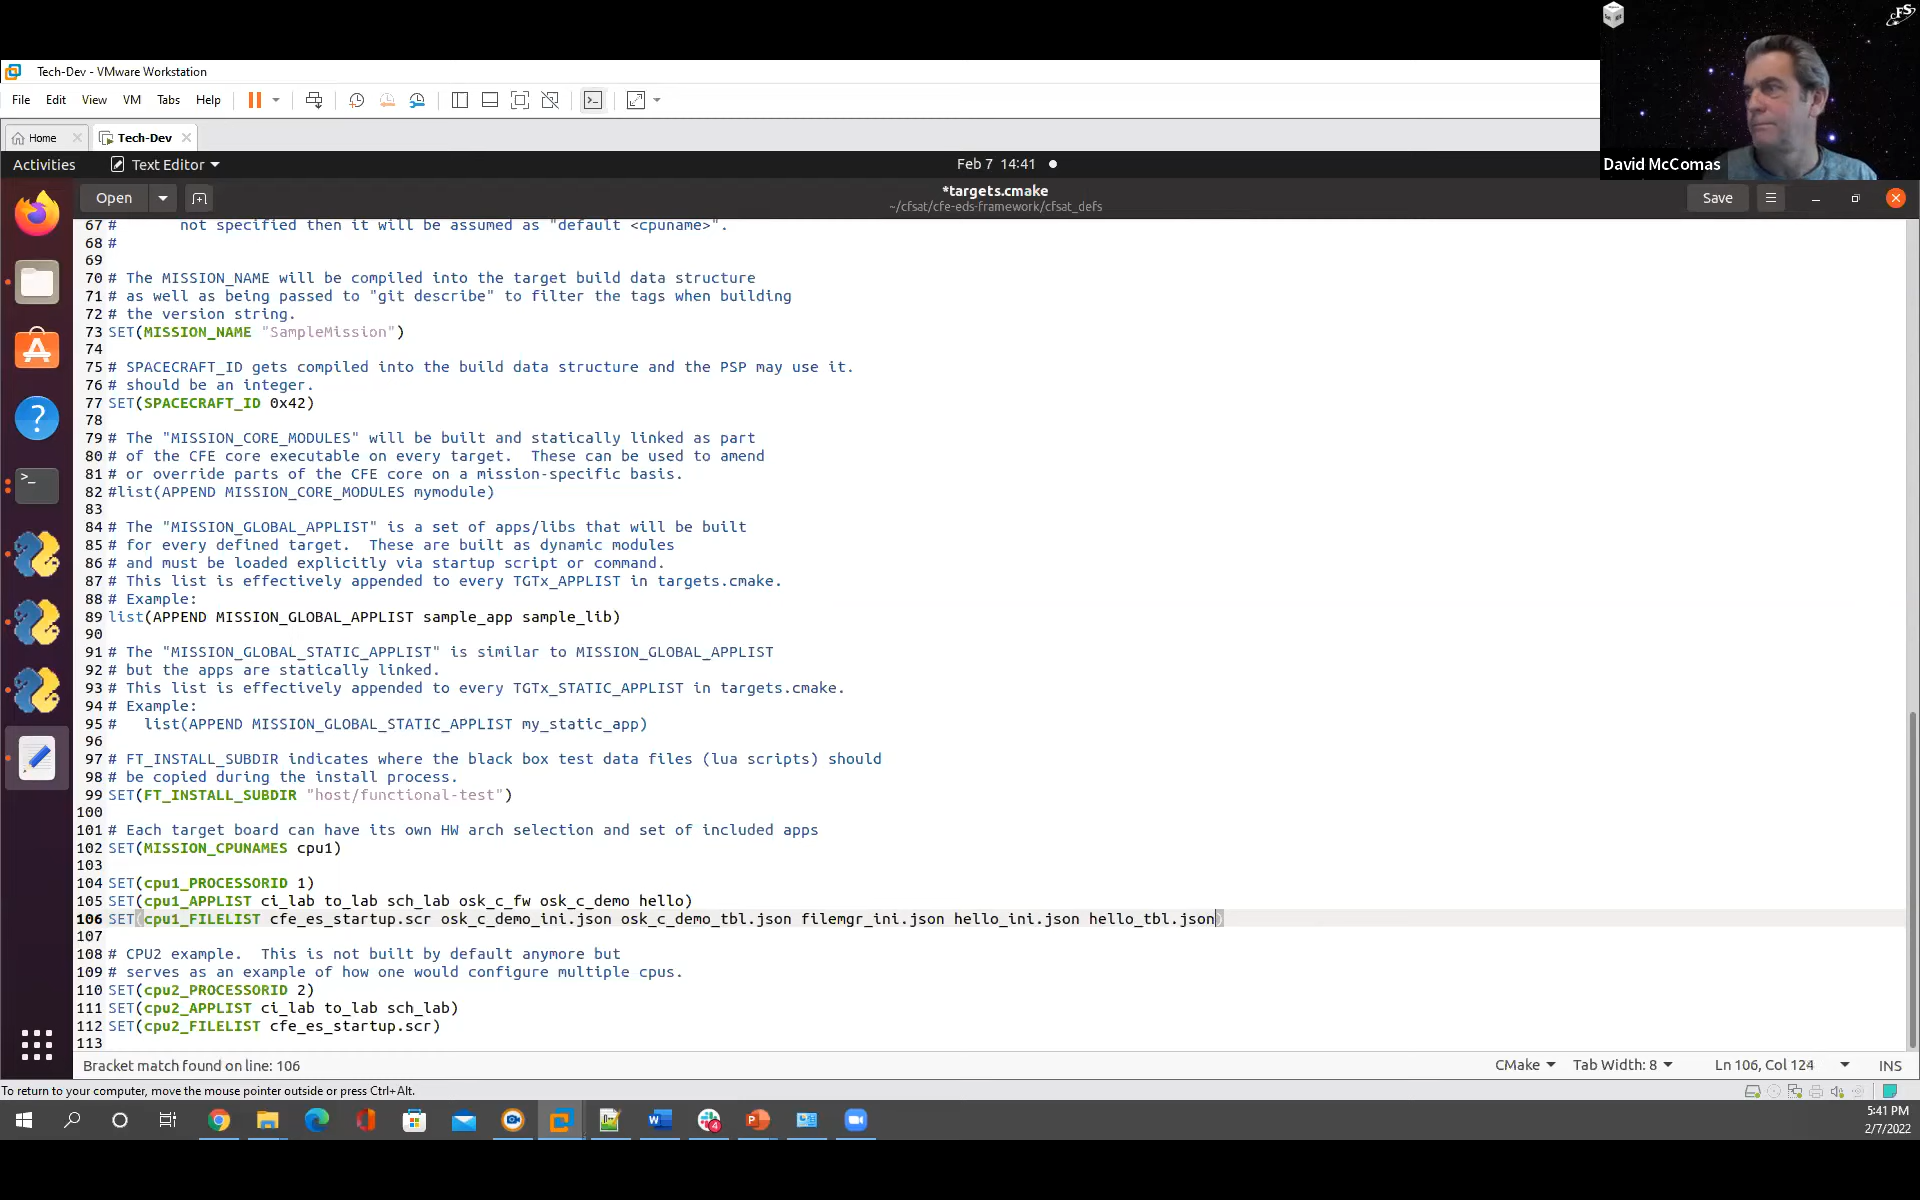 Tech-Dev - VMware Workstation
File Edit View VM Tabs Help
Home Tech-Dev
David McComas
Activities Text Editor Feb 7 14:41
Open *targets.cmake Save
~/cfsat/cfe-eds-framework/cfsat_defs
67 # not specified then it will be assumed as "default <cpuname>".
68 #
69
70 # The MISSION_NAME will be compiled into the target build data structure
71 # as well as being passed to "git describe" to filter the tags when building
72 # the version string.
73 SET(MISSION_NAME "SampleMission")
74
75 # SPACECRAFT_ID gets compiled into the build data structure and the PSP may use it.
76 # should be an integer.
77 SET(SPACECRAFT_ID 0x42)
78
79 # The "MISSION_CORE_MODULES" will be built and statically linked as part
80 # of the CFE core executable on every target.  These can be used to amend
81 # or override parts of the CFE core on a mission-specific basis.
82 #list(APPEND MISSION_CORE_MODULES mymodule)
83
84 # The "MISSION_GLOBAL_APPLIST" is a set of apps/libs that will be built
85 # for every defined target.  These are built as dynamic modules
86 # and must be loaded explicitly via startup script or command.
87 # This list is effectively appended to every TGTx_APPLIST in targets.cmake.
88 # Example:
89 list(APPEND MISSION_GLOBAL_APPLIST sample_app sample_lib)
90
91 # The "MISSION_GLOBAL_STATIC_APPLIST" is similar to MISSION_GLOBAL_APPLIST
92 # but the apps are statically linked.
93 # This list is effectively appended to every TGTx_STATIC_APPLIST in targets.cmake.
94 # Example:
95 #   list(APPEND MISSION_GLOBAL_STATIC_APPLIST my_static_app)
96
97 # FT_INSTALL_SUBDIR indicates where the black box test data files (lua scripts) should
98 # be copied during the install process.
99 SET(FT_INSTALL_SUBDIR "host/functional-test")
100
101 # Each target board can have its own HW arch selection and set of included apps
102 SET(MISSION_CPUNAMES cpu1)
103
104 SET(cpu1_PROCESSORID 1)
105 SET(cpu1_APPLIST ci_lab to_lab sch_lab osk_c_fw osk_c_demo hello)
106 SET(cpu1_FILELIST cfe_es_startup.scr osk_c_demo_ini.json osk_c_demo_tbl.json filemgr_ini.json hello_ini.json hello_tbl.json)
107
108 # CPU2 example.  This is not built by default anymore but
109 # serves as an example of how one would configure multiple cpus.
110 SET(cpu2_PROCESSORID 2)
111 SET(cpu2_APPLIST ci_lab to_lab sch_lab)
112 SET(cpu2_FILELIST cfe_es_startup.scr)
113
Bracket match found on line: 106 CMake Tab Width: 8 Ln 106, Col 124 INS
To return to your computer, move the mouse pointer outside or press Ctrl+Alt.
5:41 PM
2/7/2022